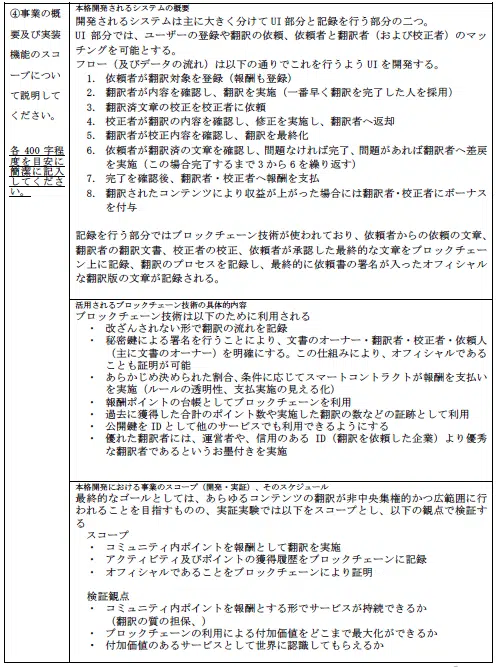 ④事業の概
要及び実装
機能のスコ
ープについ
て説明して
ください。
各 400 字程
度を目安に
簡潔に記入
してくださ
い。
本格開発されるシステムの概要
開発されるシステムは主に大きく分けて UI 部分と記録を行う部分の二つ。
UI 部分では、ユーザーの登録や翻訳の依頼、依頼者と翻訳者（および校正者）のマッ
チングを可能とする。
フロー（及びデータの流れ）は以下の通りでこれを行うよう UI を開発する。
1. 依頼者が翻訳対象を登録（報酬も登録）
2. 翻訳者が内容を確認し、翻訳を実施（一番早く翻訳を完了した人を採用）
3. 翻訳済文章の校正を校正者に依頼
4. 校正者が翻訳の内容を確認し、修正を実施し、翻訳者へ返却
5. 翻訳者が校正内容を確認し、翻訳を最終化
6. 依頼者が翻訳済の文章を確認し、問題なければ完了、問題があれば翻訳者へ差戻
を実施（この場合完了するまで 3 から 6 を繰り返す）
7. 完了を確認後、翻訳者・校正者へ報酬を支払
8. 翻訳されたコンテンツにより収益が上がった場合には翻訳者・校正者にボーナス
を付与
記録を行う部分ではブロックチェーン技術が使われており、依頼者からの依頼の文章、
翻訳者の翻訳文書、校正者の校正、依頼者が承認した最終的な文章をブロックチェー
ン上に記録、翻訳のプロセスを記録し、最終的に依頼書の署名が入ったオフィシャル
な翻訳版の文章が記録される。
活用されるブロックチェーン技術の具体的内容
ブロックチェーン技術は以下のために利用される
・ 改ざんされない形で翻訳の流れを記録
・ 秘密鍵による署名を行うことにより、文書のオーナー・翻訳者・校正者・依頼人
（主に文書のオーナー）を明確にする。この仕組みにより、オフィシャルである
ことも証明が可能
・ あらかじめ決められた割合、条件に応じてスマートコントラクトが報酬を支払い
を実施（ルールの透明性、支払実施の見える化）
・ 報酬ポイントの台帳としてブロックチェーンを利用
・ 過去に獲得した合計のポイント数や実施した翻訳の数などの証跡として利用
・ 公開鍵を ID として他のサービスでも利用できるようにする
・ 優れた翻訳者には、運営者や、信用のある ID（翻訳を依頼した企業）より優秀
な翻訳者であるというお墨付きを実施
本格開発における事業のスコープ（開発・実証）、そのスケジュール
最終的なゴールとしては、あらゆるコンテンツの翻訳が非中央集権的かつ広範囲に行
われることを目指すものの、実証実験では以下をスコープとし、以下の観点で検証す
る
スコープ
・ コミュニティ内ポイントを報酬として翻訳を実施
・ アクティビティ及びポイントの獲得履歴をブロックチェーンに記録
・ オフィシャルであることをブロックチェーンにより証明
検証観点
・ コミュニティ内ポイントを報酬とする形でサービスが持続できるか
（翻訳の質の担保、）
・ ブロックチェーンの利用による付加価値をどこまで最大化ができるか
・ 付加価値のあるサービスとして世界に認識してもらえるか